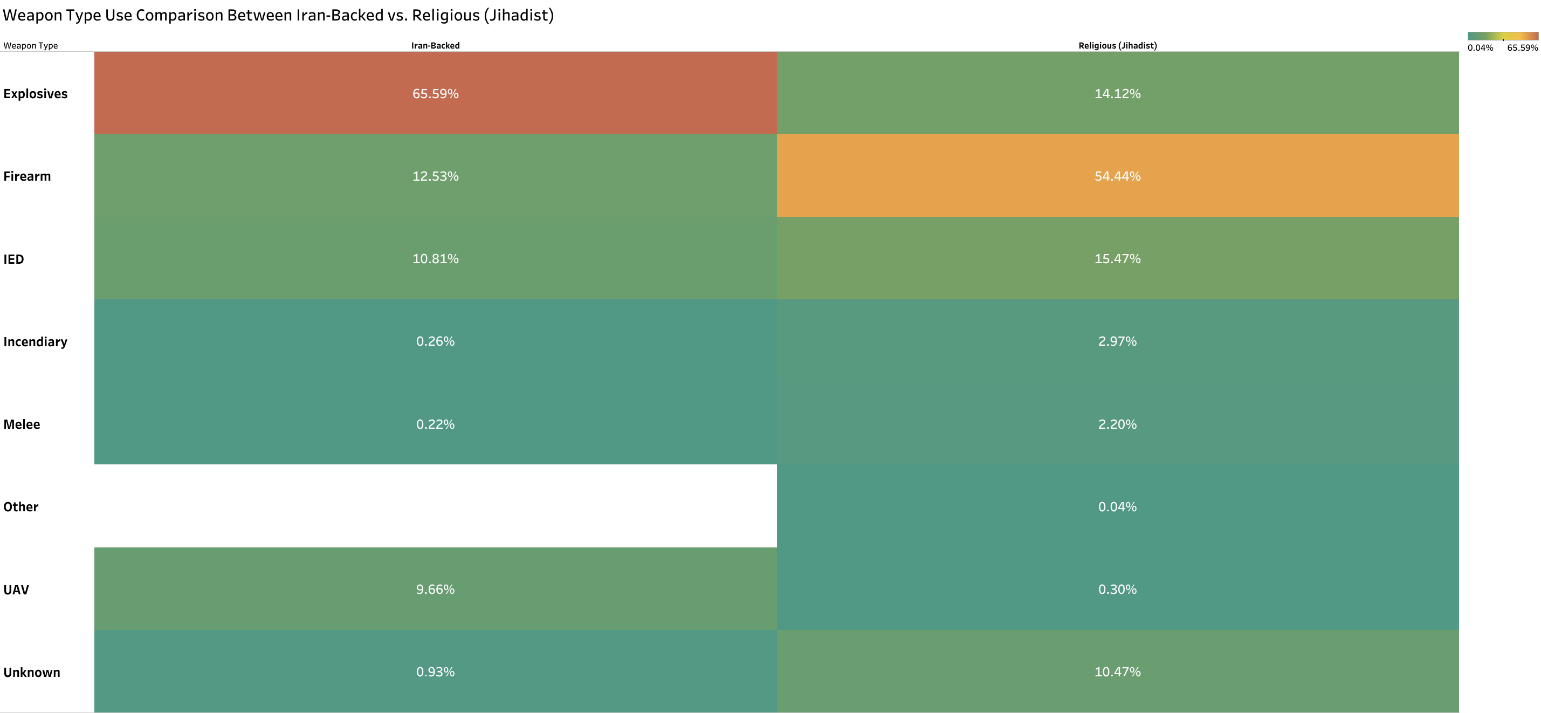 Weapon Type Use Comparison Between Iran-Backed vs. Religious (Jihadist)
Weapon Type Iran-Backed Religious (Jihadist)
0.04% 65.59%
Explosives 65.59% 14.12%
Firearm 12.53% 54.44%
IED 10.81% 15.47%
Incendiary 0.26% 2.97%
Melee 0.22% 2.20%
Other 0.04%
UAV 9.66% 0.30%
Unknown 0.93% 10.47%